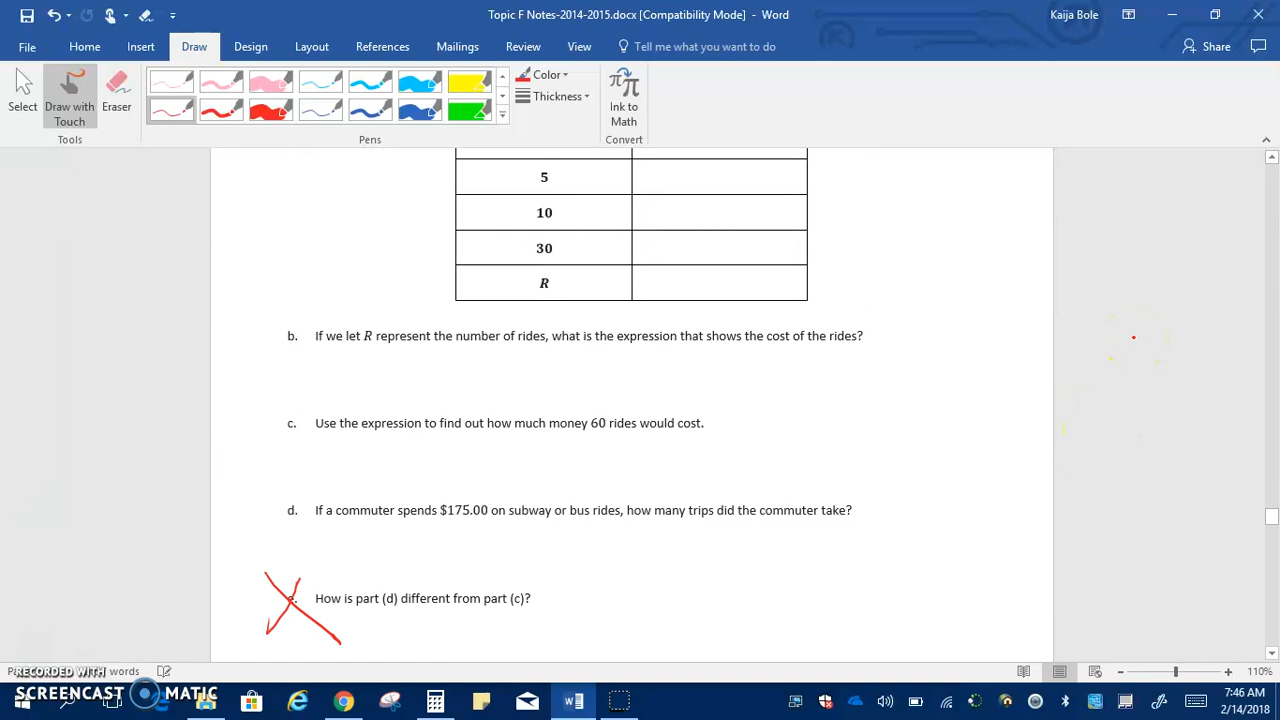 Topic F Notes-2014-2015.docx [Compatibility Mode] - Word
Kaija Bole
File Home Insert Draw Design Layout References Mailings Review View Tell me what you want to do Share
Select
Draw with Touch
Eraser
Color
Thickness
Ink to Math
Tools
Pens
Convert
5
10
30
R
b. If we let R represent the number of rides, what is the expression that shows the cost of the rides?
c. Use the expression to find out how much money 60 rides would cost.
d. If a commuter spends $175.00 on subway or bus rides, how many trips did the commuter take?
How is part (d) different from part (c)?
words
110%
RECORDED WITH
SCREENCAST MATIC
7:46 AM
2/14/2018